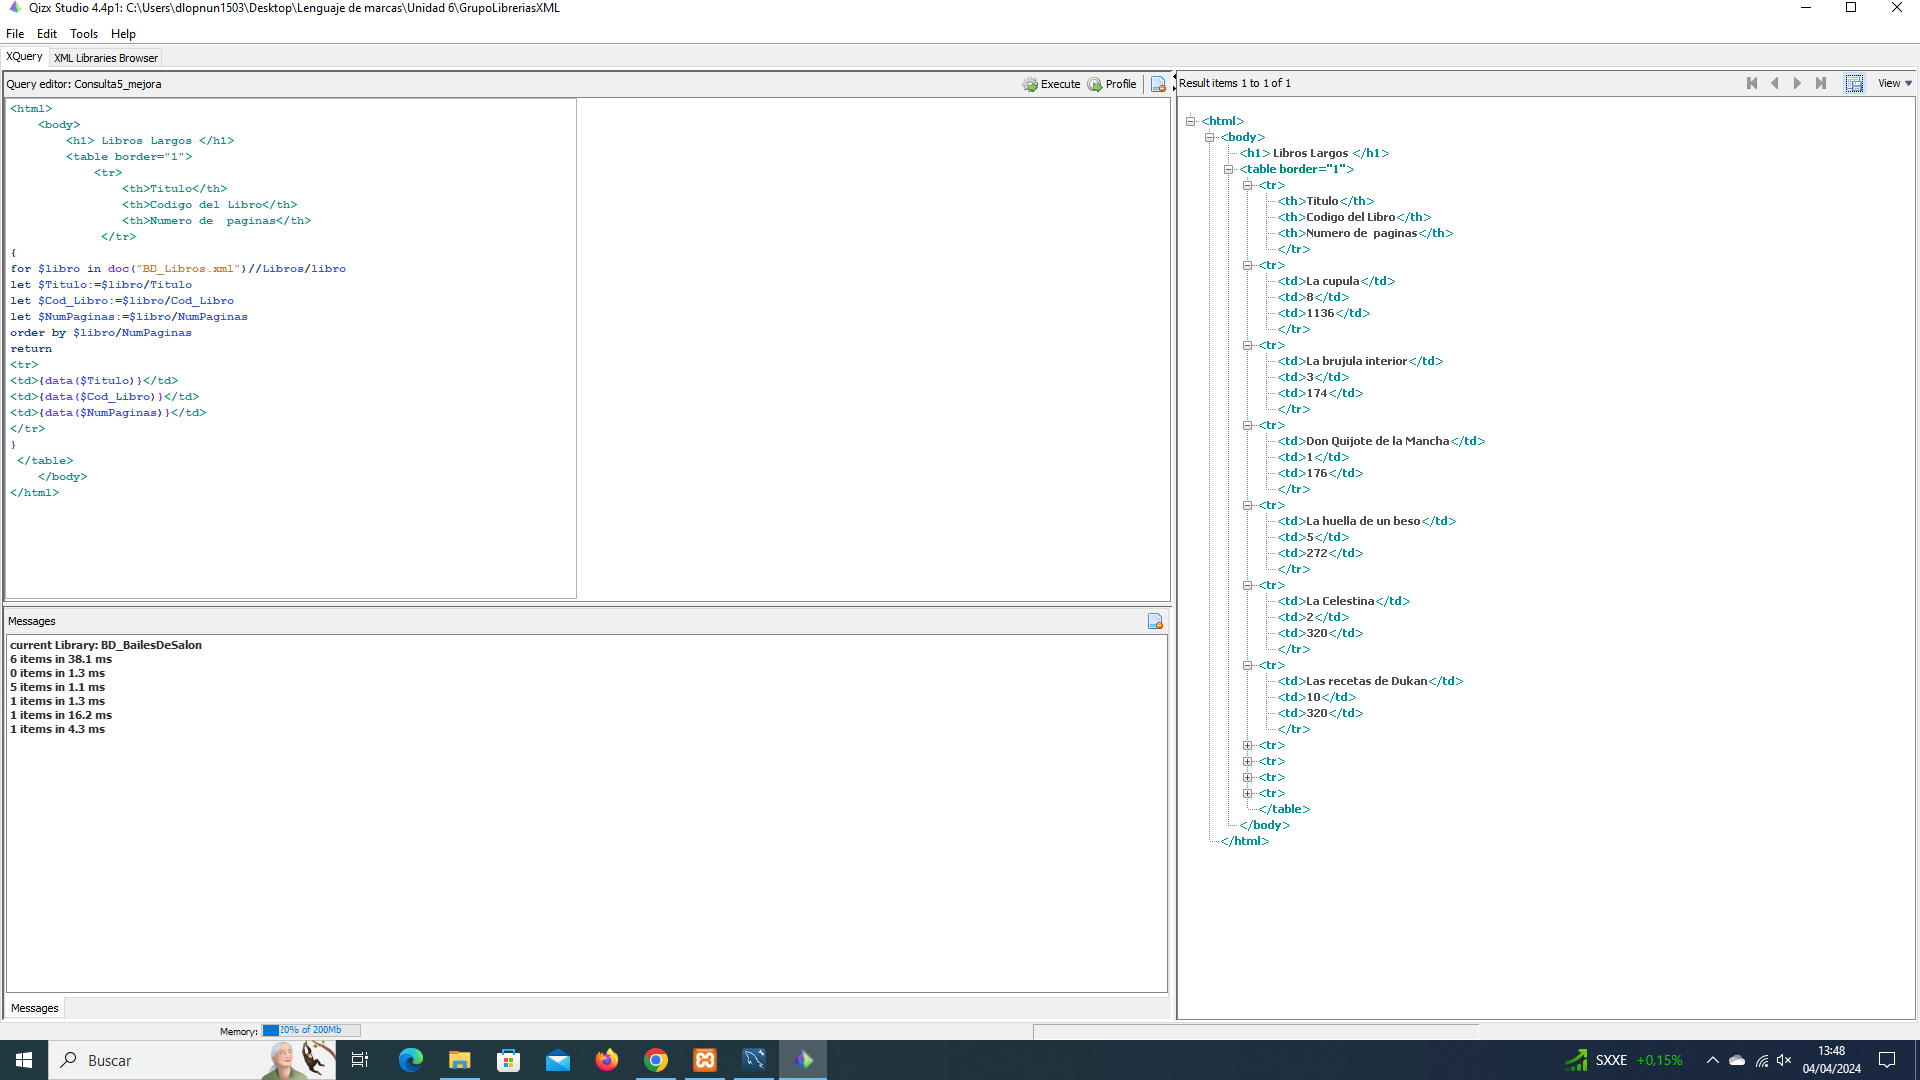 Qizx Studio 4.4p1: C:\Users\dlopnun1503\Desktop\Lenguaje de marcas\Unidad 6\GrupoLibreriasXML
File Edit Tools Help
XQuery XML Libraries Browser
Query editor: Consulta5_mejora Execute Profile
<html>
<body>
<h1> Libros Largos </h1>
<table border="1">
<tr>
<th>Titulo</th>
<th>Codigo del Libro</th>
<th>Numero de  paginas</th>
</tr>
{
for $libro in doc("BD_Libros.xml")//Libros/libro
let $Titulo:=$libro/Titulo
let $Cod_Libro:=$libro/Cod_Libro
let $NumPaginas:=$libro/NumPaginas
order by $libro/NumPaginas
return
<tr>
<td>{data($Titulo)}</td>
<td>{data($Cod_Libro)}</td>
<td>{data($NumPaginas)}</td>
</tr>
}
</table>
</body>
</html>
Messages
current Library: BD_BailesDeSalon
6 items in 38.1 ms
0 items in 1.3 ms
5 items in 1.1 ms
1 items in 1.3 ms
1 items in 16.2 ms
1 items in 4.3 ms
Messages
Result items 1 to 1 of 1 View
<html>
<body>
<h1> Libros Largos </h1>
<table border="1">
<tr>
<th>Titulo</th>
<th>Codigo del Libro</th>
<th>Numero de  paginas</th>
</tr>
<tr>
<td>La cupula</td>
<td>8</td>
<td>1136</td>
</tr>
<tr>
<td>La brujula interior</td>
<td>3</td>
<td>174</td>
</tr>
<tr>
<td>Don Quijote de la Mancha</td>
<td>1</td>
<td>176</td>
</tr>
<tr>
<td>La huella de un beso</td>
<td>5</td>
<td>272</td>
</tr>
<tr>
<td>La Celestina</td>
<td>2</td>
<td>320</td>
</tr>
<tr>
<td>Las recetas de Dukan</td>
<td>10</td>
<td>320</td>
</tr>
<tr>
<tr>
<tr>
<tr>
</table>
</body>
</html>
Memory: 20% of 200Mb
Buscar
SXXE +0,15%
13:48
04/04/2024